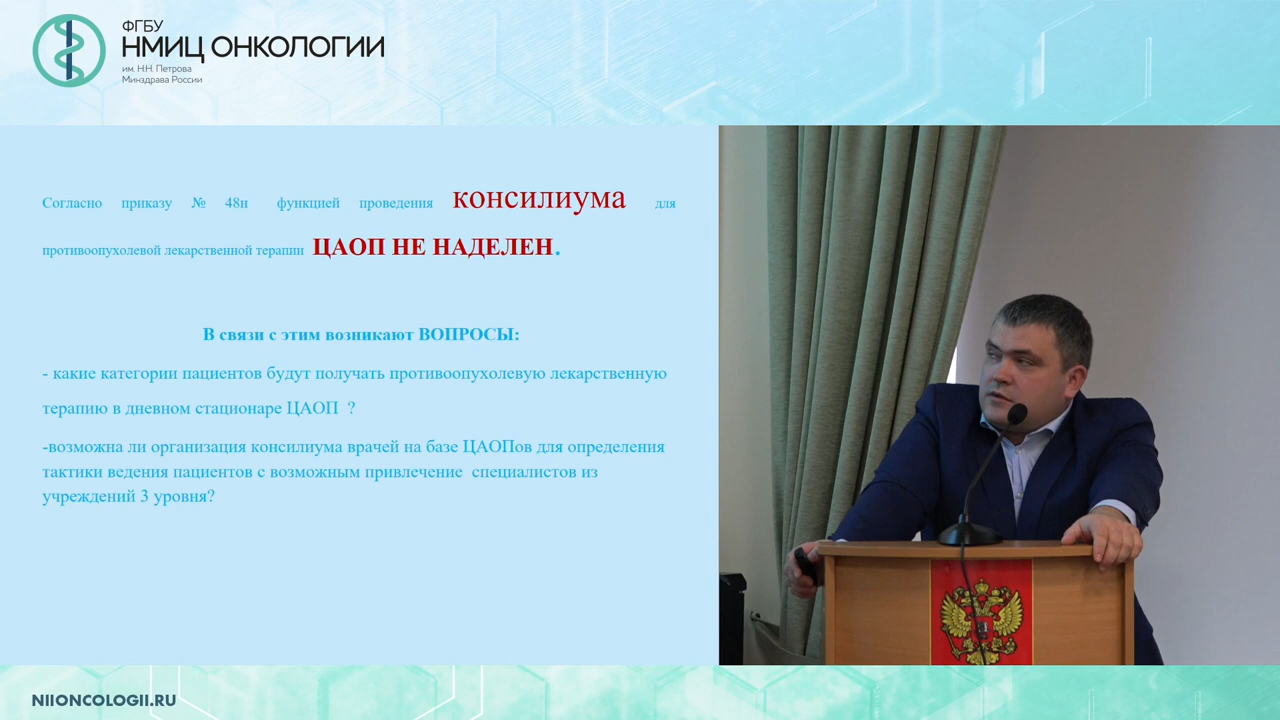 ФГБУ
НМИЦ ОНКОЛОГИИ
им. Н.Н. Петрова
Минздрава России
Согласно приказу № 48н функцией проведения консилиума для
противоопухолевой лекарственной терапии ЦАОП НЕ НАДЕЛЕН.
В связи с этим возникают ВОПРОСЫ:
- какие категории пациентов будут получать противоопухолевую лекарственную
терапию в дневном стационаре ЦАОП ?
-возможна ли организация консилиума врачей на базе ЦАОПов для определения
тактики ведения пациентов с возможным привлечение специалистов из
учреждений 3 уровня?
NIIONCOLOGII.RU